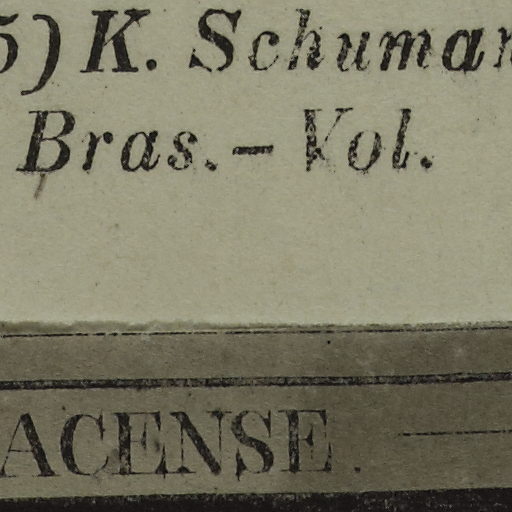 5) K. Schuman
Bras. – Vol.
ACENSE